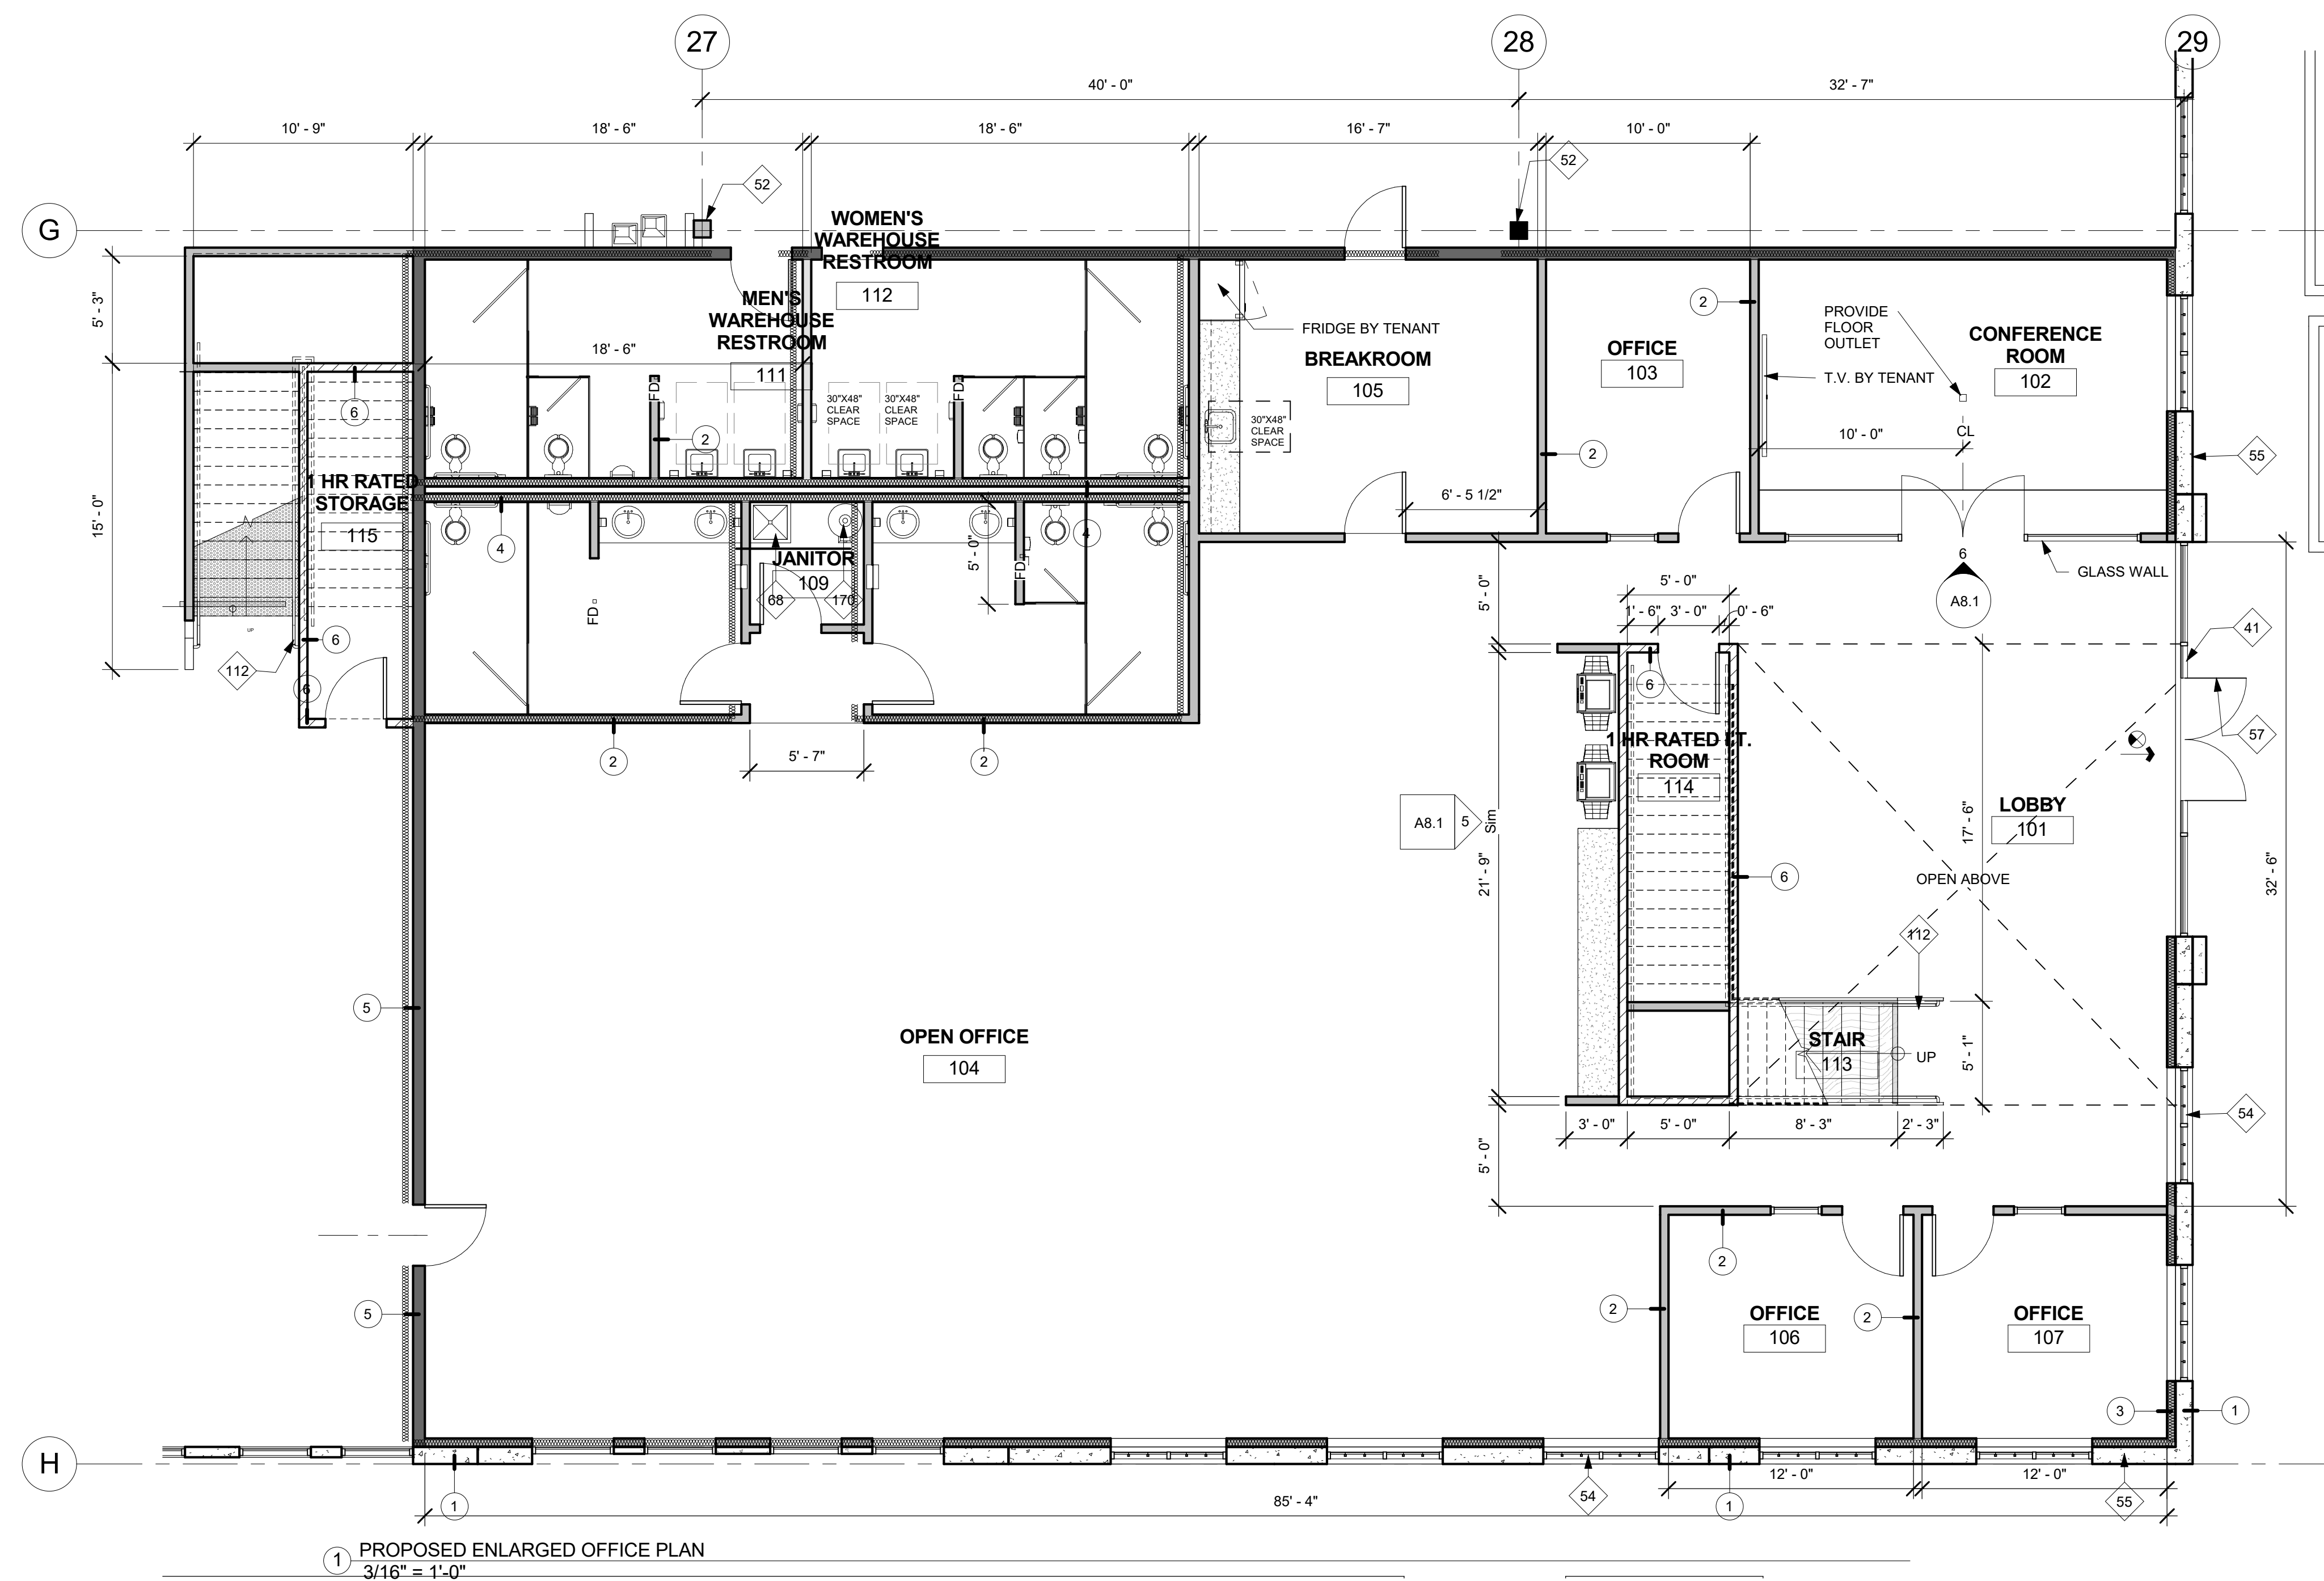 27
28
29
40' - 0"
32' - 7"
10' - 9"
18' - 6"
18' - 6"
16' - 7"
10' - 0"
52
52
G
WOMEN'S
WAREHOUSE
RESTROOM
112
MEN'S
WAREHOUSE
RESTROOM
111
18' - 6"
5' - 3"
15' - 0"
FRIDGE BY TENANT
BREAKROOM
105
OFFICE
103
2
PROVIDE
FLOOR
OUTLET
T.V. BY TENANT
CONFERENCE
ROOM
102
10' - 0"
CL
55
FD
FD
30"X48"
CLEAR
SPACE
30"X48"
CLEAR
SPACE
30"X48"
CLEAR
SPACE
2
2
6
1 HR RATED
STORAGE
115
6' - 5 1/2"
4
4
JANITOR
109
68
170
5' - 0"
FD
FD
UP
6
6
112
GLASS WALL
6
A8.1
5' - 0"
5' - 0"
1' - 6"
3' - 0"
0' - 6"
41
57
6
1 HR RATED I.T.
ROOM
114
2
2
5' - 7"
A8.1
5
Sim
21' - 9"
17' - 6"
LOBBY
101
32' - 6"
6
OPEN ABOVE
112
5
OPEN OFFICE
104
STAIR
113
UP
5' - 1"
54
3' - 0"
5' - 0"
8' - 3"
2' - 3"
5' - 0"
2
5
2
OFFICE
106
2
OFFICE
107
3
1
H
12' - 0"
12' - 0"
1
85' - 4"
54
1
55
1
PROPOSED ENLARGED OFFICE PLAN
3/16" = 1'-0"